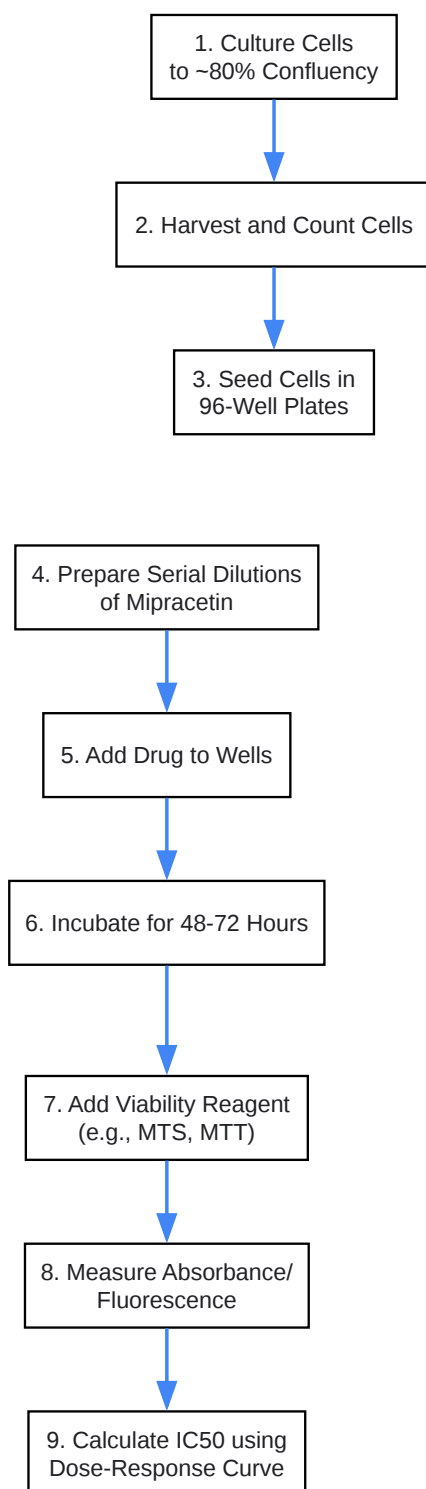 1. Culture Cells
to ~80% Confluency
2. Harvest and Count Cells
3. Seed Cells in
96-Well Plates
4. Prepare Serial Dilutions
of Mipracetin
5. Add Drug to Wells
6. Incubate for 48-72 Hours
7. Add Viability Reagent
(e.g., MTS, MTT)
8. Measure Absorbance/
Fluorescence
9. Calculate IC50 using
Dose-Response Curve